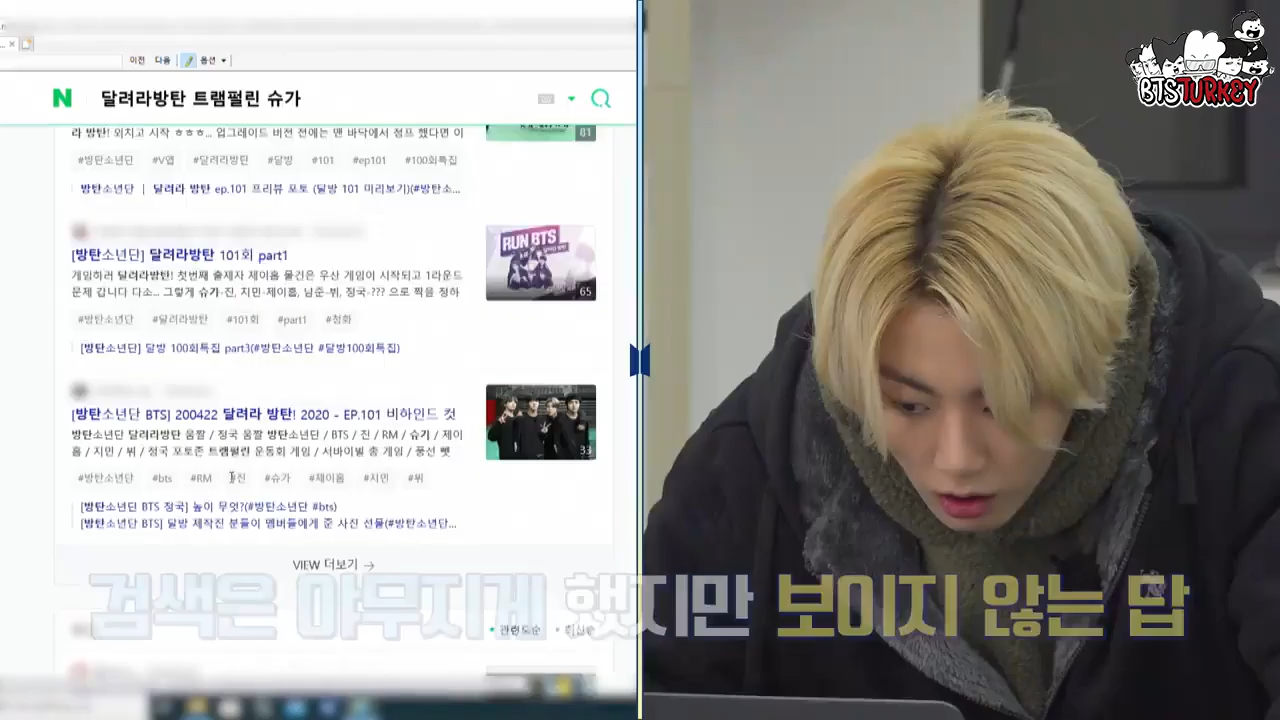 이전 다음 옵션
N 달려라방탄 트램펄린 슈가
라 방탄! 외치고 시작 ㅎㅎㅎ... 업그레이드 버전 전에는 맨 바닥에서 점프 했다면 이
81
#방탄소년단 #V앱 #달려라방탄 #달방 #101 #ep101 #100회특집
방탄소년단 | 달려라 방탄 ep.101 프리뷰 포토 (달방 101 미리보기)(#방탄소...
[방탄소년단] 달려라방탄 101회 part1
게임하러 달려라방탄! 첫번째 출제자 제이홉 물건은 우산 게임이 시작되고 1라운드
문제 갑니다 다소... 그렇게 슈가-진, 지민-제이홉, 남준-뷔, 정국-??? 으로 짝을 정하
RUN BTS
65
#방탄소년단 #달려라방탄 #101회 #part1 #청화
[방탄소년단] 달방 100회특집 part3(#방탄소년단 #달방100회특집)
[방탄소년단 BTS] 200422 달려라 방탄! 2020 - EP.101 비하인드 컷
방탄소년단 달려라방탄 움짤 / 정국 움짤 방탄소년단 / BTS / 진 / RM / 슈기 / 제이
홉 / 지민 / 뷔 / 정국 포토존 트램펄린 운동회 게임 / 서바이벌 총 게임 / 풍선 뺏
33
#방탄소년단 #bts #RM #진 #슈가 #제이홉 #지민 #뷔
[방탄소년단 BTS 정국] 높이 무엇?(#방탄소년단 #bts)
[방탄소년단 BTS] 달방 제작진 분들이 멤버들에게 준 사진 선물(#방탄소년단...
VIEW 더보기 →
검색은 야무지게 했지만 보이지 않는 답
관련도순
BTSTURKEY